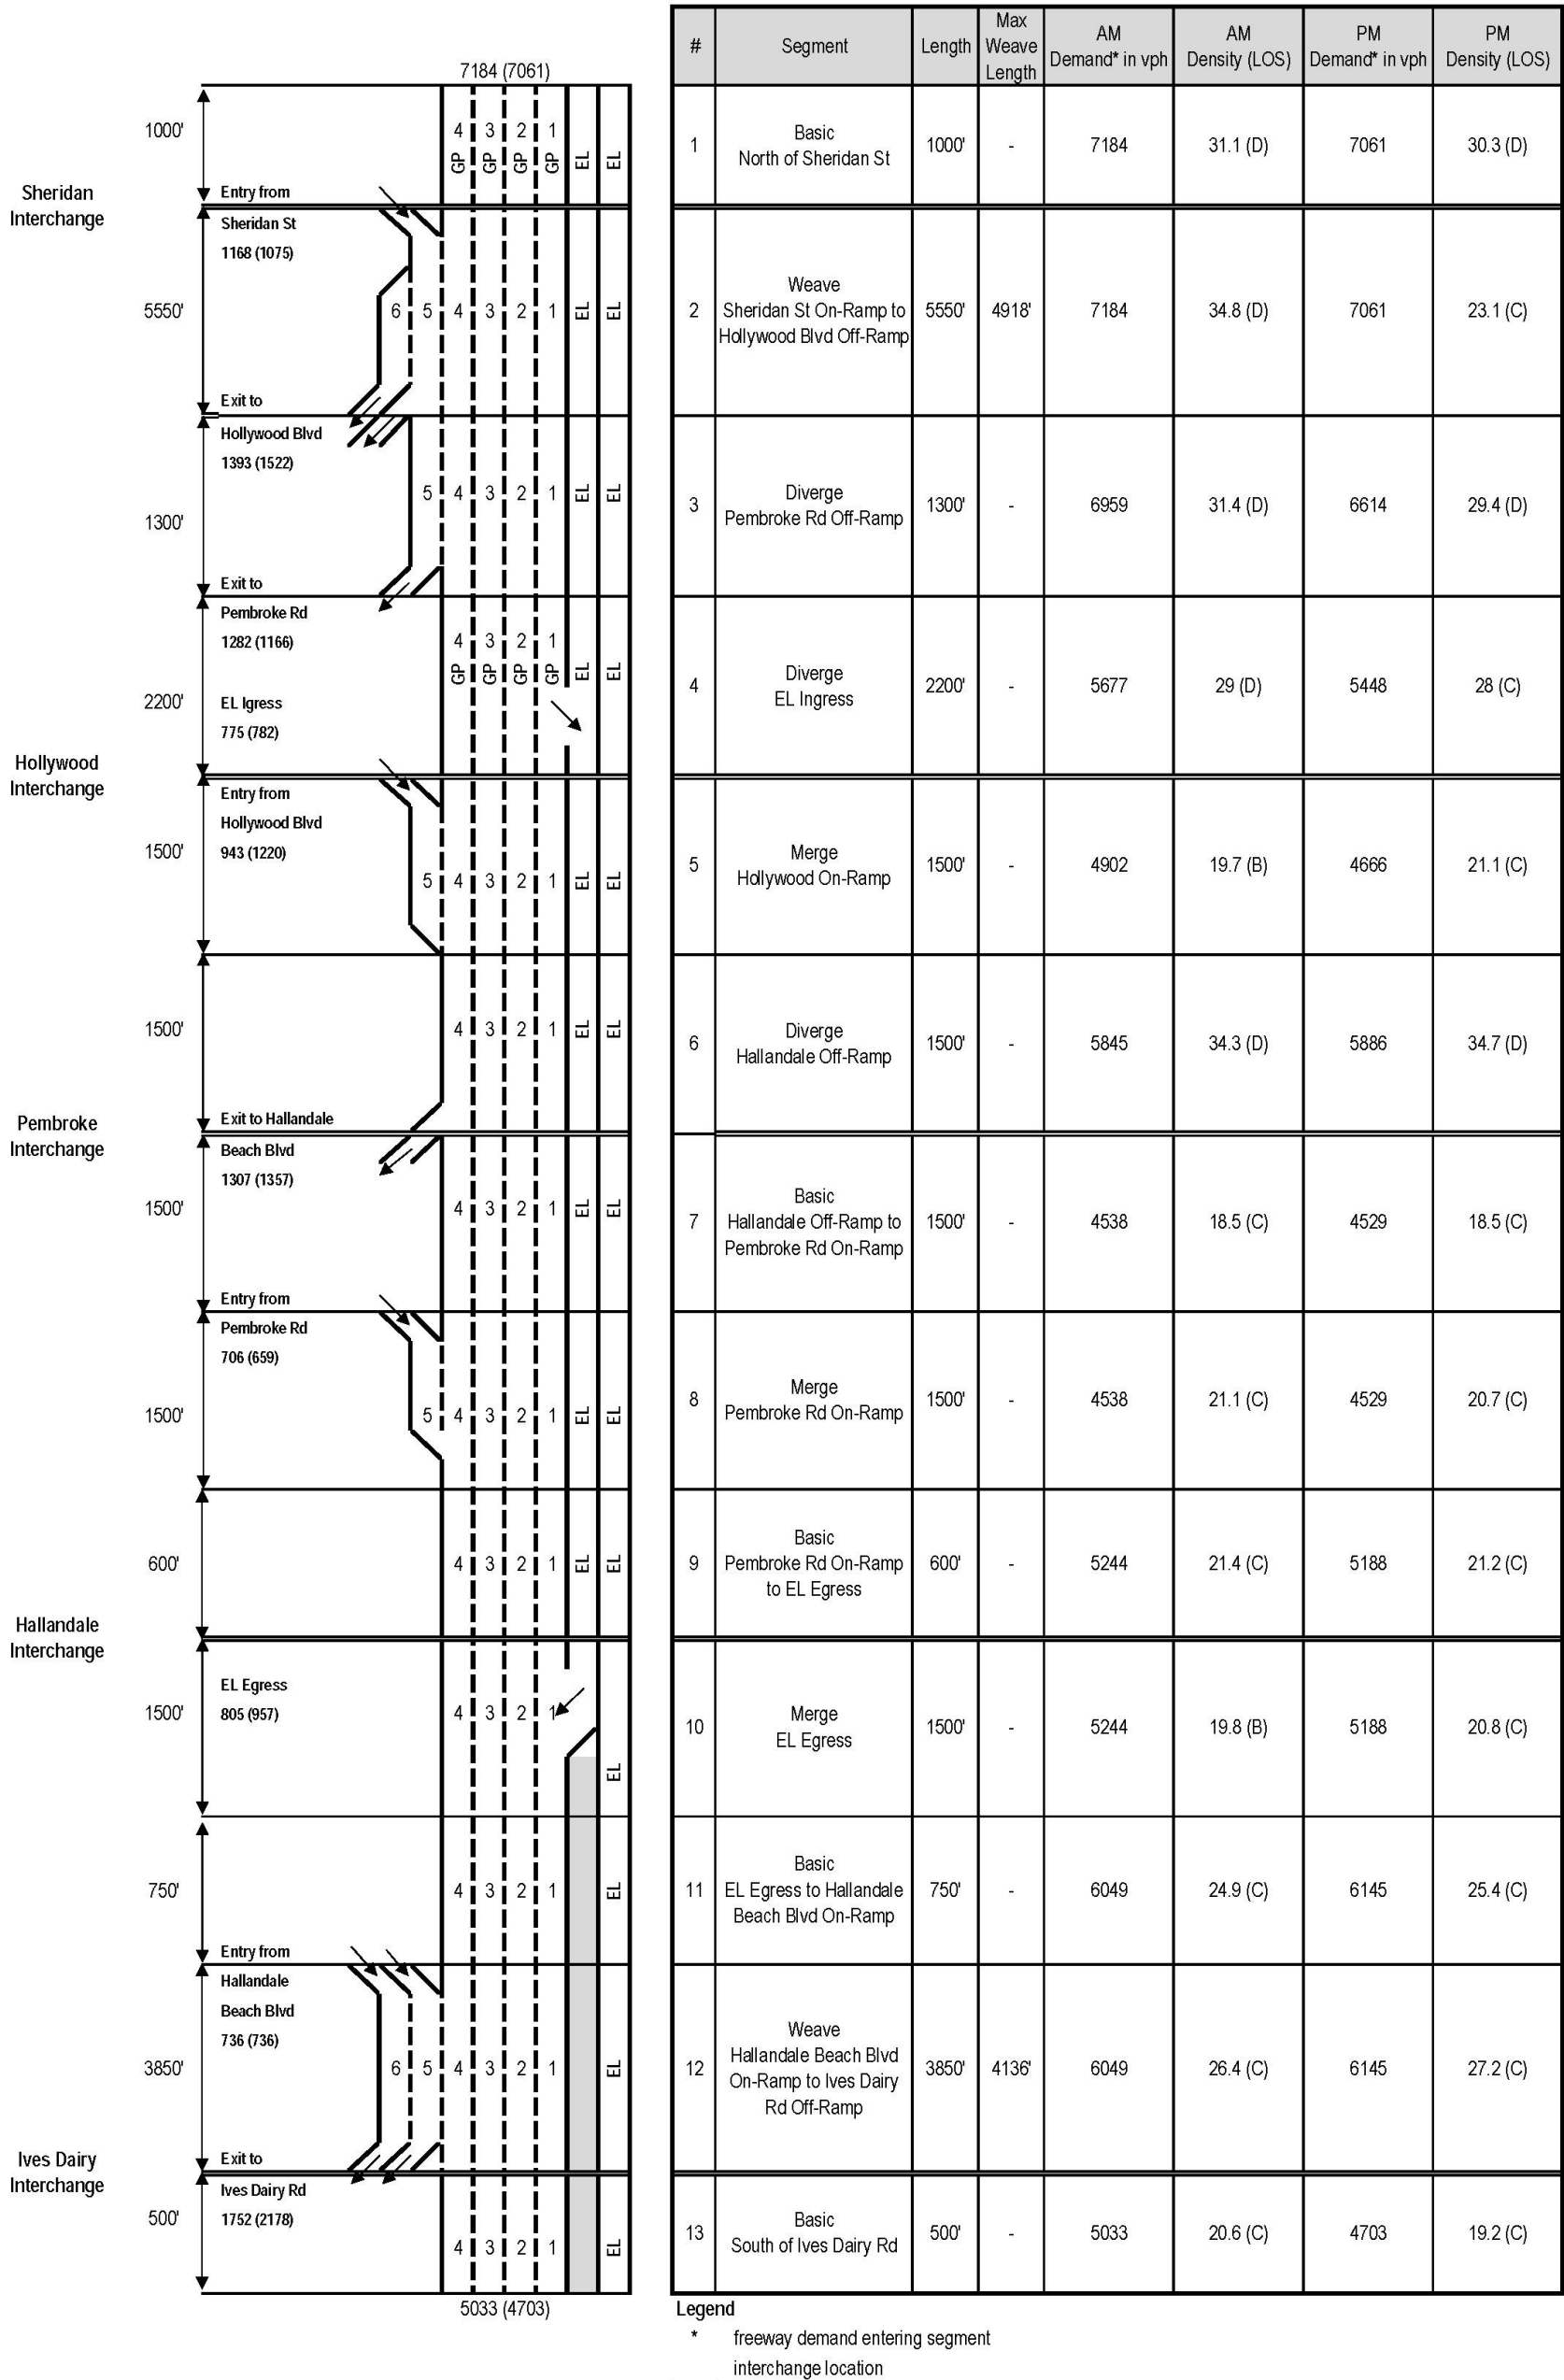 7184 (7061)
1000'
4 3 2 1
GP GP GP GP EL EL
Sheridan
Interchange
Entry from
Sheridan St
1168 (1075)
5550'
6 5 4 3 2 1 EL EL
Exit to
Hollywood Blvd
1393 (1522)
5 4 3 2 1 EL EL
1300'
Exit to
Pembroke Rd
1282 (1166)
4 3 2 1
GP GP GP GP EL EL
2200'
EL Igress
775 (782)
Hollywood
Interchange
Entry from
Hollywood Blvd
943 (1220)
1500'
5 4 3 2 1 EL EL
1500'
4 3 2 1 EL EL
Pembroke
Interchange
Exit to Hallandale
Beach Blvd
1307 (1357)
1500'
4 3 2 1 EL EL
Entry from
Pembroke Rd
706 (659)
1500'
5 4 3 2 1 EL EL
600'
4 3 2 1 EL EL
Hallandale
Interchange
EL Egress
805 (957)
1500'
4 3 2 1
EL
750'
4 3 2 1 EL
Entry from
Hallandale
Beach Blvd
736 (736)
3850'
6 5 4 3 2 1 EL
Ives Dairy
Interchange
Exit to
Ives Dairy Rd
1752 (2178)
500'
4 3 2 1 EL
5033 (4703)
# Segment Length Max Weave Length AM Demand* in vph AM Density (LOS) PM Demand* in vph PM Density (LOS)
1 Basic North of Sheridan St 1000' - 7184 31.1 (D) 7061 30.3 (D)
2 Weave Sheridan St On-Ramp to Hollywood Blvd Off-Ramp 5550' 4918' 7184 34.8 (D) 7061 23.1 (C)
3 Diverge Pembroke Rd Off-Ramp 1300' - 6959 31.4 (D) 6614 29.4 (D)
4 Diverge EL Ingress 2200' - 5677 29 (D) 5448 28 (C)
5 Merge Hollywood On-Ramp 1500' - 4902 19.7 (B) 4666 21.1 (C)
6 Diverge Hallandale Off-Ramp 1500' - 5845 34.3 (D) 5886 34.7 (D)
7 Basic Hallandale Off-Ramp to Pembroke Rd On-Ramp 1500' - 4538 18.5 (C) 4529 18.5 (C)
8 Merge Pembroke Rd On-Ramp 1500' - 4538 21.1 (C) 4529 20.7 (C)
9 Basic Pembroke Rd On-Ramp to EL Egress 600' - 5244 21.4 (C) 5188 21.2 (C)
10 Merge EL Egress 1500' - 5244 19.8 (B) 5188 20.8 (C)
11 Basic EL Egress to Hallandale Beach Blvd On-Ramp 750' - 6049 24.9 (C) 6145 25.4 (C)
12 Weave Hallandale Beach Blvd On-Ramp to Ives Dairy Rd Off-Ramp 3850' 4136' 6049 26.4 (C) 6145 27.2 (C)
13 Basic South of Ives Dairy Rd 500' - 5033 20.6 (C) 4703 19.2 (C)
Legend
* freeway demand entering segment
interchange location